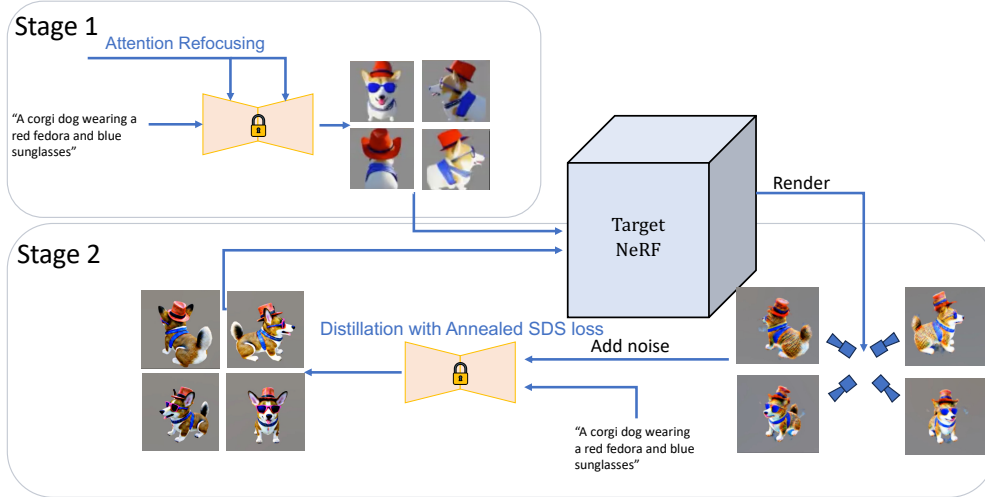 Stage 1
Attention Refocusing
“A corgi dog wearing a
red fedora and blue
sunglasses”
Target
NeRF
Render
Stage 2
Distillation with Annealed SDS loss
Add noise
“A corgi dog wearing
a red fedora and blue
sunglasses”